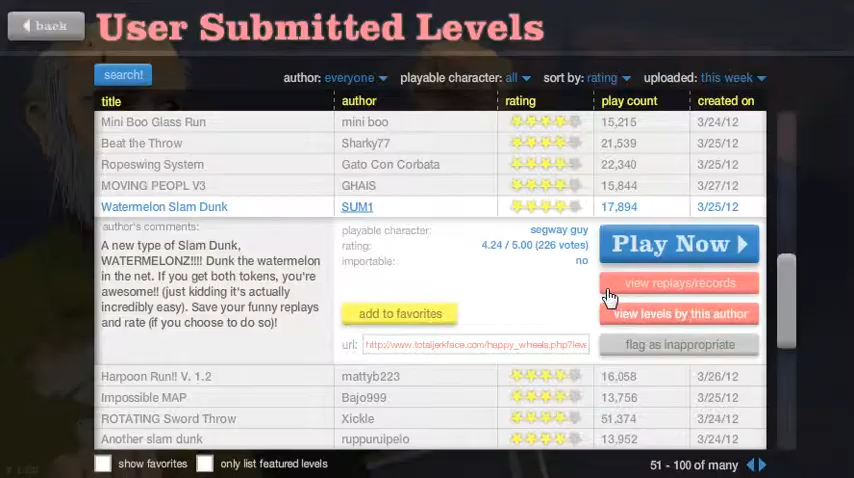 back
User Submitted Levels
search!
author: everyone
playable character: all
sort by: rating
uploaded: this week
title author rating play count created on
Mini Boo Glass Run mini boo 15,215 3/24/12
Beat the Throw Sharky77 21,539 3/25/12
Ropeswing System Gato Con Corbata 22,340 3/25/12
MOVING PEOPL V3 GHAIS 15,844 3/27/12
Watermelon Slam Dunk SUM1 17,894 3/25/12
author's comments:
A new type of Slam Dunk,
WATERMELONZ!!!! Dunk the watermelon
in the net. If you get both tokens, you're
awesome!! (just kidding it's actually
incredibly easy). Save your funny replays
and rate (if you choose to do so)!
playable character: segway guy
rating: 4.24 / 5.00 (226 votes)
importable: no
add to favorites
url: http://www.totaljerkface.com/happy_wheels.php?leve
Play Now
view replays/records
view levels by this author
flag as inappropriate
Harpoon Run!! V. 1.2 mattyb223 16,058 3/26/12
Impossible MAP Bajo999 13,756 3/25/12
ROTATING Sword Throw Xickle 51,374 3/24/12
Another slam dunk ruppuruipelo 13,952 3/24/12
show favorites
only list featured levels
51 - 100 of many